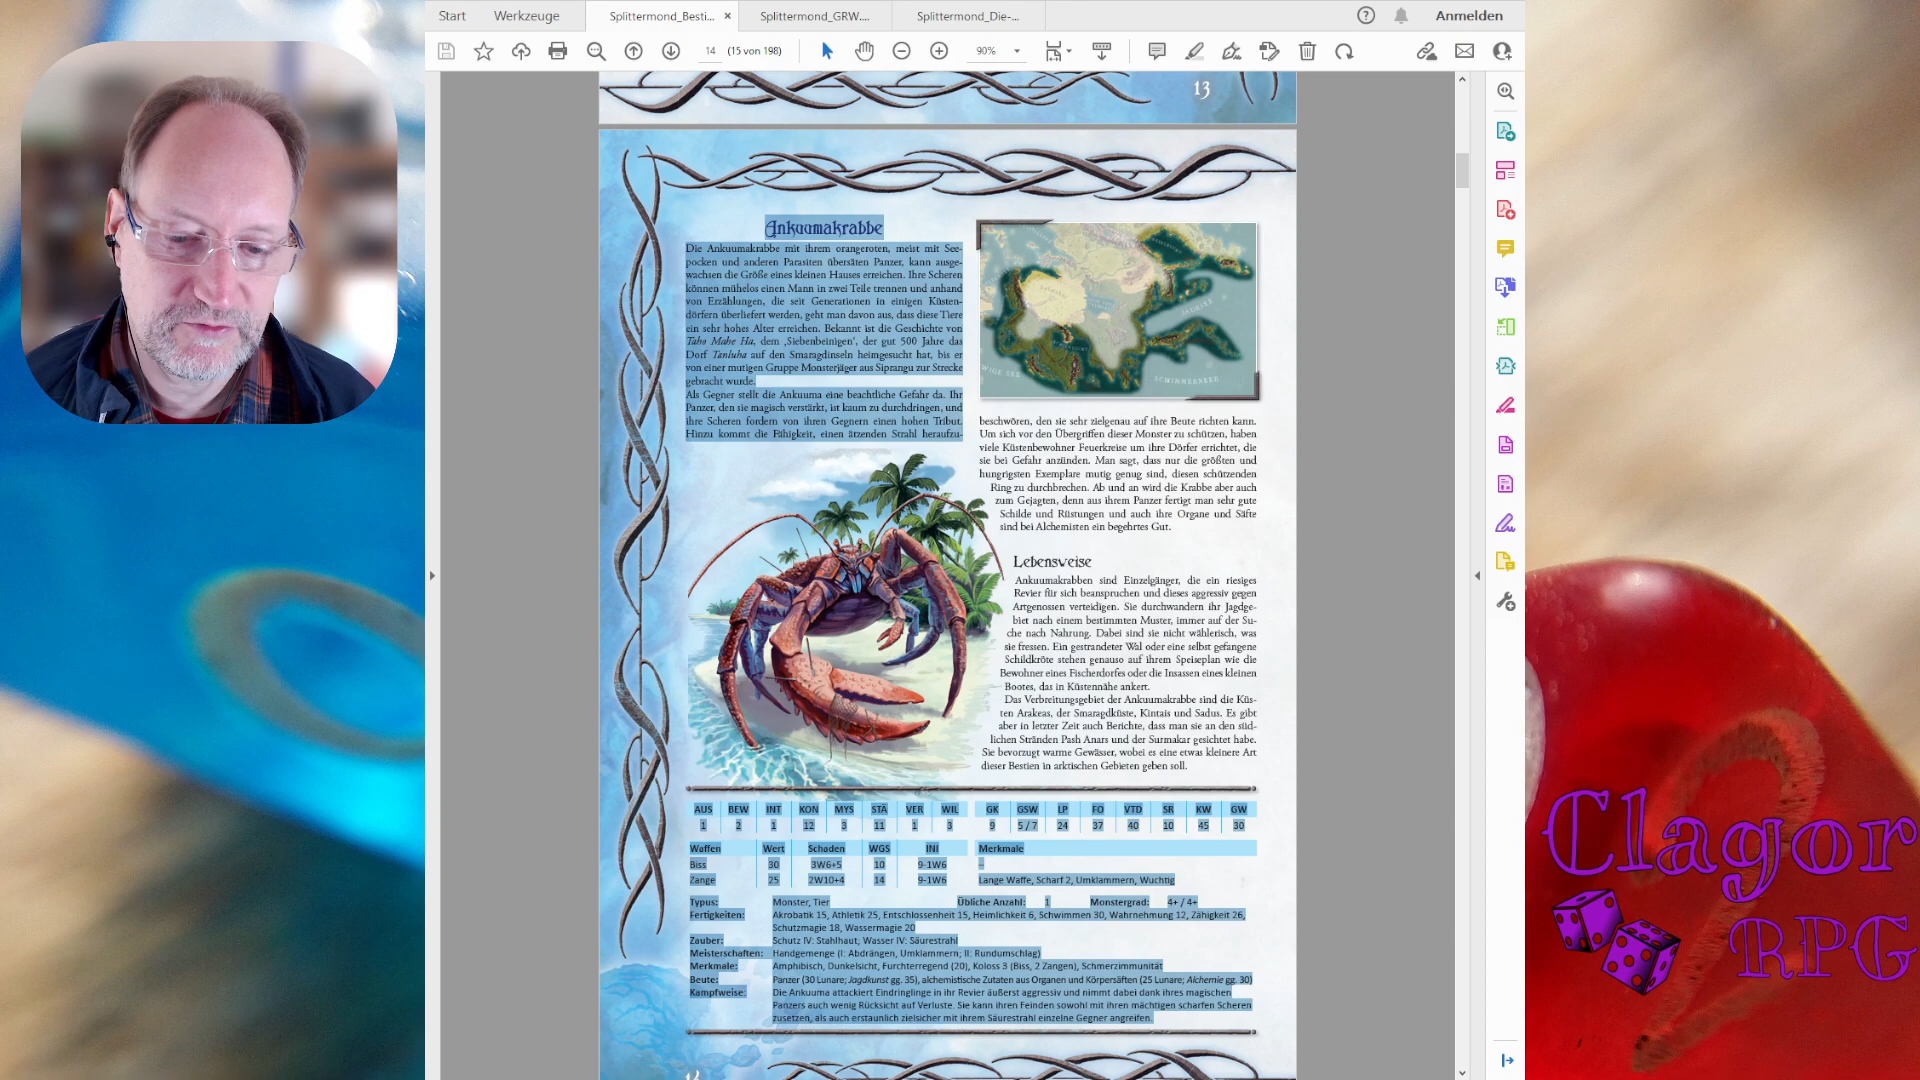 Start
Werkzeuge
Splittermond_Besti...
Splittermond_GRW....
Splittermond_Die-...
Anmelden
14 (15 von 198)
90%
13
Ankuumakrabbe
Die Ankuumakrabbe mit ihrem orangeroten, meist mit See-
pocken und anderen Parasiten übersäten Panzer, kann ausge-
wachsen die Größe eines kleinen Hauses erreichen. Ihre Scheren
können mühelos einen Mann in zwei Teile trennen und anhand
von Erzählungen, die seit Generationen in einigen Küsten-
dörfern überliefert werden, geht man davon aus, dass diese Tiere
ein sehr hohes Alter erreichen. Bekannt ist die Geschichte von
Taho Mahe Ha, dem ‚Siebenbeinigen‘, der gut 500 Jahre das
Dorf Tanluha auf den Smaragdinseln heimgesucht hat, bis er
von einer mutigen Gruppe Monsterjäger aus Siprangu zur Strecke
gebracht wurde.
Als Gegner stellt die Ankuuma eine beachtliche Gefahr da. Ihr
Panzer, den sie magisch verstärkt, ist kaum zu durchdringen, und
ihre Scheren fordern von ihren Gegnern einen hohen Tribut.
Hinzu kommt die Fähigkeit, einen ätzenden Strahl heraufzu-
JADESEE
SCHIMMERSEE
beschwören, den sie sehr zielgenau auf ihre Beute richten kann.
Um sich vor den Übergriffen dieser Monster zu schützen, haben
viele Küstenbewohner Feuerkreise um ihre Dörfer errichtet, die
sie bei Gefahr anzünden. Man sagt, dass nur die größten und
hungrigsten Exemplare mutig genug sind, diesen schützenden
Ring zu durchbrechen. Ab und an wird die Krabbe aber auch
zum Gejagten, denn aus ihrem Panzer fertigt man sehr gute
Schilde und Rüstungen und auch ihre Organe und Säfte
sind bei Alchemisten ein begehrtes Gut.
Lebensweise
Ankuumakrabben sind Einzelgänger, die ein riesiges
Revier für sich beanspruchen und dieses aggressiv gegen
Artgenossen verteidigen. Sie durchwandern ihr Jagdge-
biet nach einem bestimmten Muster, immer auf der Su-
che nach Nahrung. Dabei sind sie nicht wählerisch, was
sie fressen. Ein gestrandeter Wal oder eine selbst gefangene
Schildkröte stehen genauso auf ihrem Speiseplan wie die
Bewohner eines Fischerdorfes oder die Insassen eines kleinen
Bootes, das in Küstennähe ankert.
Das Verbreitungsgebiet der Ankuumakrabbe sind die Küs-
ten Arakeas, der Smaragdküste, Kintais und Sadus. Es gibt
aber in letzter Zeit auch Berichte, dass man sie an den süd-
lichen Stränden Pash Anars und der Surmakar gesichtet habe.
Sie bevorzugt warme Gewässer, wobei es eine etwas kleinere Art
dieser Bestien in arktischen Gebieten geben soll.
AUS BEW INT KON MYS STÄ VER WIL GK GSW LP FO VTD SR KW GW
1 2 1 12 3 11 1 3 9 5 / 7 24 37 40 10 45 30
Waffen Wert Schaden WGS INI Merkmale
Biss 30 3W6+5 10 9-1W6 –
Zange 25 2W10+4 14 9-1W6 Lange Waffe, Scharf 2, Umklammern, Wuchtig
Typus: Monster, Tier Übliche Anzahl: 1 Monstergrad: 4+ / 4+
Fertigkeiten: Akrobatik 15, Athletik 25, Entschlossenheit 15, Heimlichkeit 6, Schwimmen 30, Wahrnehmung 12, Zähigkeit 26,
Schutzmagie 18, Wassermagie 20
Zauber: Schutz IV: Stahlhaut; Wasser IV: Säurestrahl
Meisterschaften: Handgemenge (I: Abdrängen, Umklammern; II: Rundumschlag)
Merkmale: Amphibisch, Dunkelsicht, Furchterregend (20), Koloss 3 (Biss, 2 Zangen), Schmerzimmunität
Beute: Panzer (30 Lunare; Jagdkunst gg. 35), alchemistische Zutaten aus Organen und Körpersäften (25 Lunare; Alchemie gg. 30)
Kampfweise: Die Ankuuma attackiert Eindringlinge in ihr Revier äußerst aggressiv und nimmt dabei dank ihres magischen
Panzers auch wenig Rücksicht auf Verluste. Sie kann ihren Feinden sowohl mit ihren mächtigen scharfen Scheren
zusetzen, als auch erstaunlich zielsicher mit ihrem Säurestrahl einzelne Gegner angreifen.
Clagor
RPG